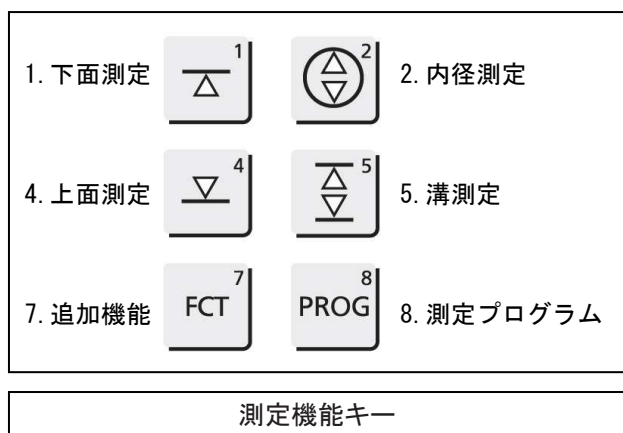 1. 下面測定 1 2 2. 内径測定
4. 上面測定 4 5 5. 溝測定
7. 追加機能 FCT 7 PROG 8 8. 測定プログラム
測定機能キー